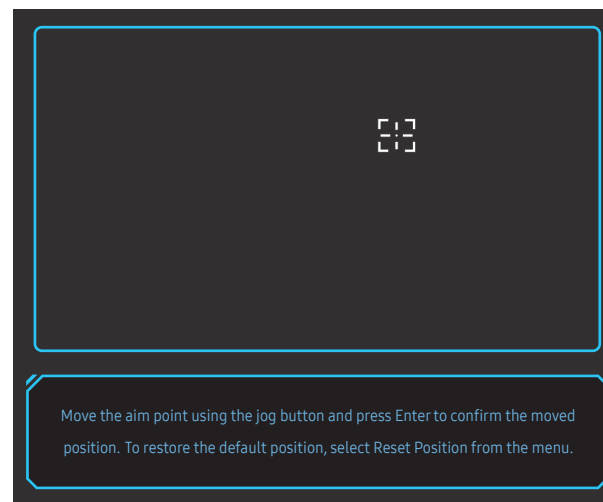 Move the aim point using the jog button and press Enter to confirm the moved
position. To restore the default position, select Reset Position from the menu.